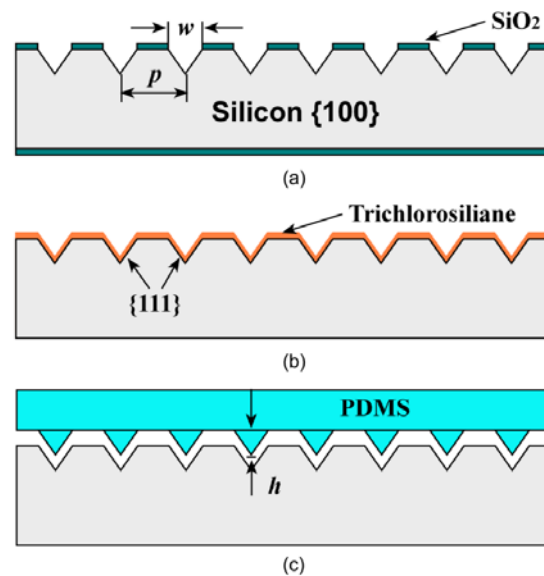 w
SiO2
p
Silicon {100}
(a)
Trichlorosiliane
{111}
(b)
PDMS
h
(c)